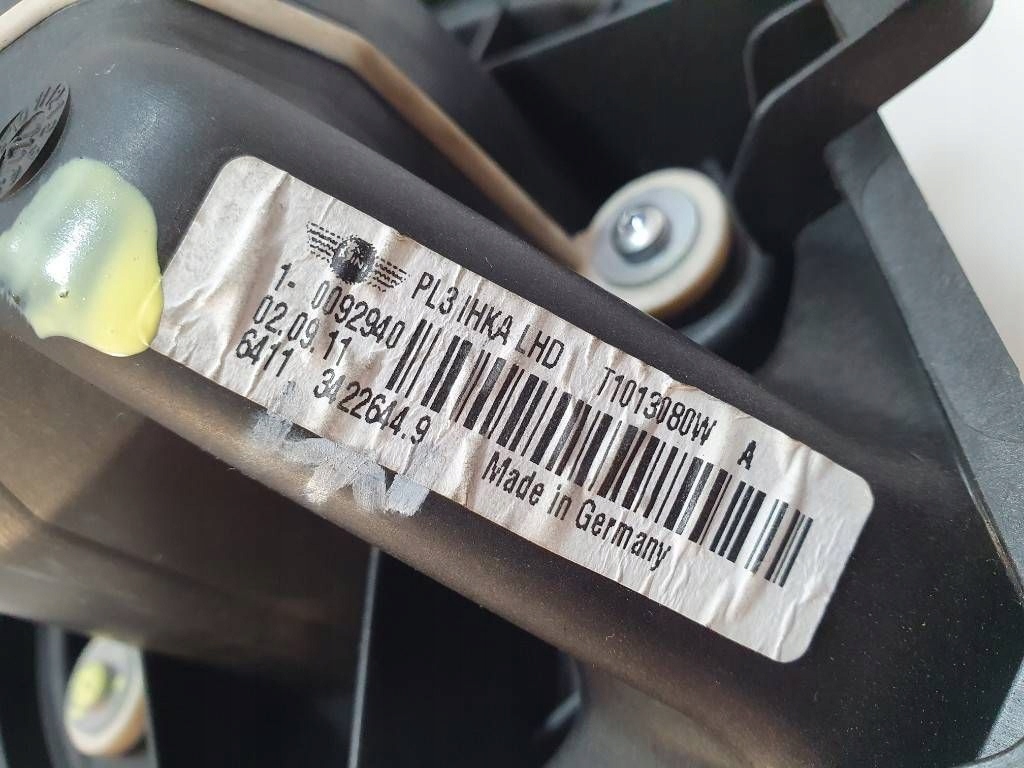 PL3 IHKA LHD T1013080W A
1- 0092940
02.09.11
6411 3422644.9
Made in Germany